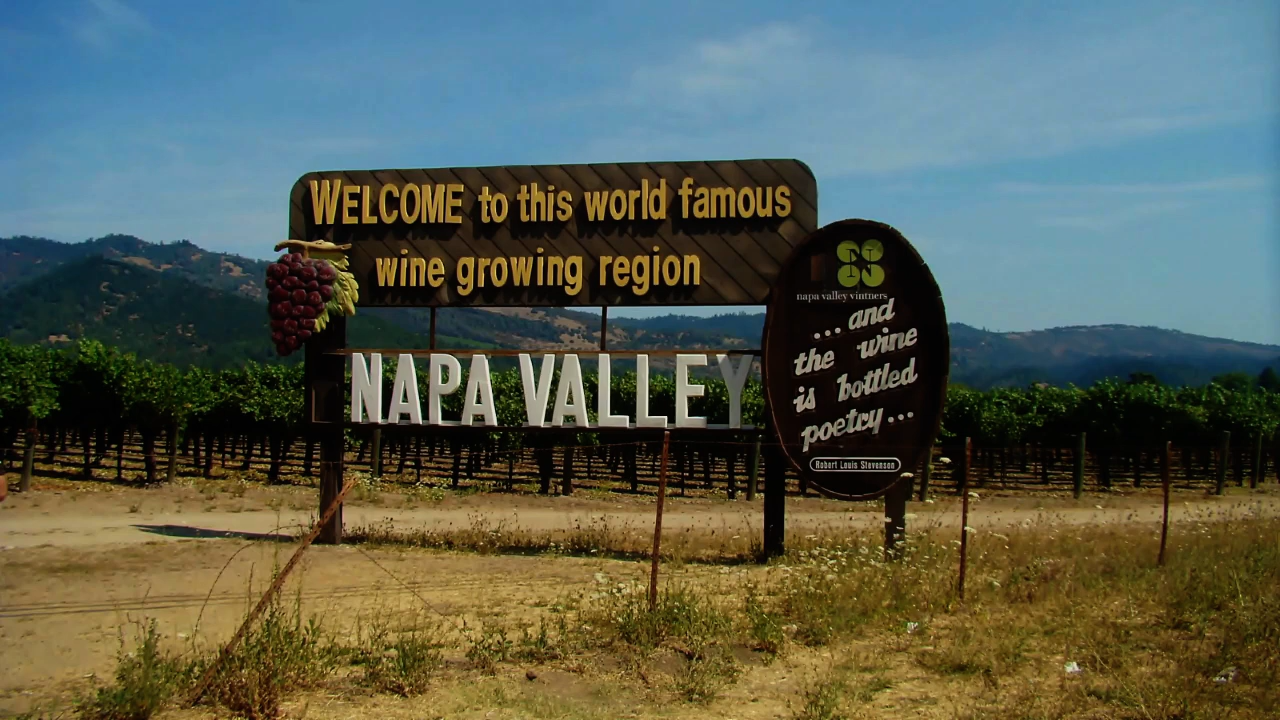 WELCOME to this world famous
wine growing region
NAPA VALLEY
napa valley vintners
...and
the wine
is bottled
poetry...
Robert Louis Stevenson